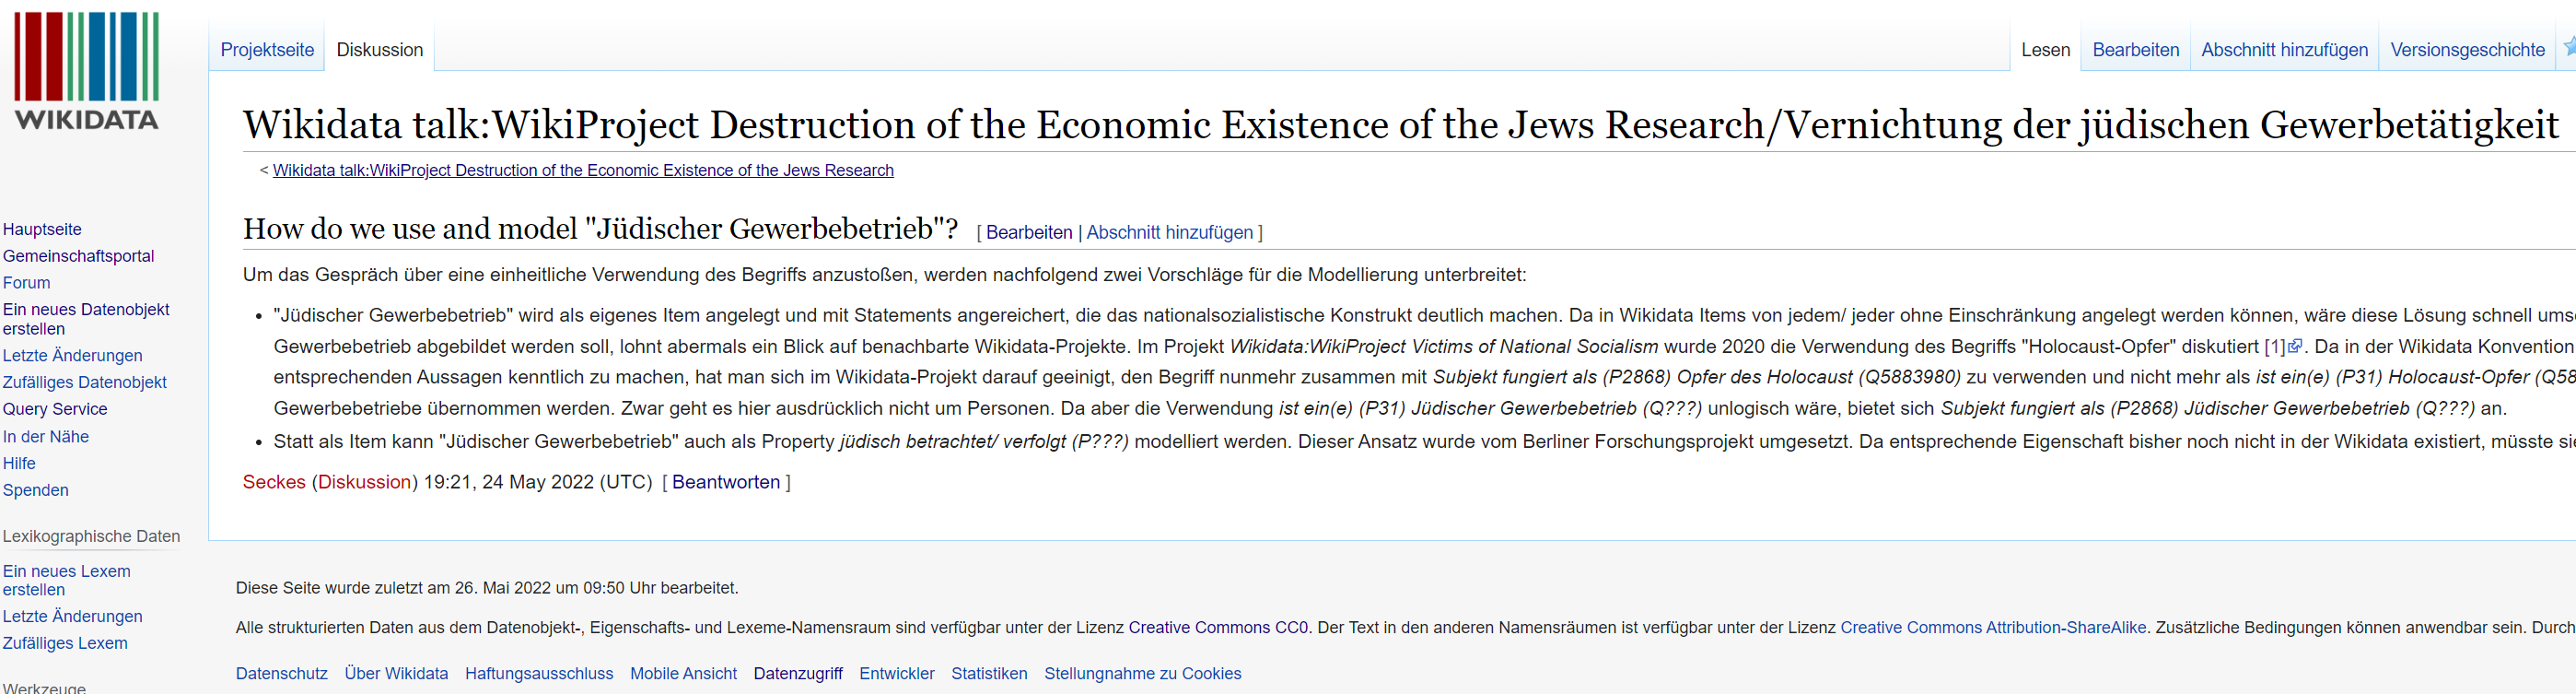 WIKIDATA
Projektseite Diskussion Lesen Bearbeiten Abschnitt hinzufügen Versionsgeschichte
Wikidata talk:WikiProject Destruction of the Economic Existence of the Jews Research/Vernichtung der jüdischen Gewerbetätigkeit
< Wikidata talk:WikiProject Destruction of the Economic Existence of the Jews Research
How do we use and model "Jüdischer Gewerbebetrieb"? [ Bearbeiten | Abschnitt hinzufügen ]
Um das Gespräch über eine einheitliche Verwendung des Begriffs anzustoßen, werden nachfolgend zwei Vorschläge für die Modellierung unterbreitet:
• "Jüdischer Gewerbebetrieb" wird als eigenes Item angelegt und mit Statements angereichert, die das nationalsozialistische Konstrukt deutlich machen. Da in Wikidata Items von jedem/ jeder ohne Einschränkung angelegt werden können, wäre diese Lösung schnell
Gewerbebetrieb abgebildet werden soll, lohnt abermals ein Blick auf benachbarte Wikidata-Projekte. Im Projekt Wikidata:WikiProject Victims of National Socialism wurde 2020 die Verwendung des Begriffs "Holocaust-Opfer" diskutiert [1]. Da in der Wikidata Konvention
entsprechenden Aussagen kenntlich zu machen, hat man sich im Wikidata-Projekt darauf geeinigt, den Begriff nunmehr zusammen mit Subjekt fungiert als (P2868) Opfer des Holocaust (Q5883980) zu verwenden und nicht mehr als ist ein(e) (P31) Holocaust-Opfer (Q58
Gewerbebetriebe übernommen werden. Zwar geht es hier ausdrücklich nicht um Personen. Da aber die Verwendung ist ein(e) (P31) Jüdischer Gewerbebetrieb (Q???) unlogisch wäre, bietet sich Subjekt fungiert als (P2868) Jüdischer Gewerbebetrieb (Q???) an.
• Statt als Item kann "Jüdischer Gewerbebetrieb" auch als Property jüdisch betrachtet/ verfolgt (P???) modelliert werden. Dieser Ansatz wurde vom Berliner Forschungsprojekt umgesetzt. Da entsprechende Eigenschaft bisher noch nicht in der Wikidata existiert, müsste
Seckes (Diskussion) 19:21, 24 May 2022 (UTC) [ Beantworten ]
Hauptseite
Gemeinschaftsportal
Forum
Ein neues Datenobjekt
erstellen
Letzte Änderungen
Zufälliges Datenobjekt
Query Service
In der Nähe
Hilfe
Spenden
Lexikographische Daten
Ein neues Lexem
erstellen
Letzte Änderungen
Zufälliges Lexem
Werkzeuge
Diese Seite wurde zuletzt am 26. Mai 2022 um 09:50 Uhr bearbeitet.
Alle strukturierten Daten aus dem Datenobjekt-, Eigenschafts- und Lexeme-Namensraum sind verfügbar unter der Lizenz Creative Commons CC0. Der Text in den anderen Namensräumen ist verfügbar unter der Lizenz Creative Commons Attribution-ShareAlike. Zusätzliche Bedingungen können anwendbar sein. Durch
Datenschutz Über Wikidata Haftungsausschluss Mobile Ansicht Datenzugriff Entwickler Statistiken Stellungnahme zu Cookies